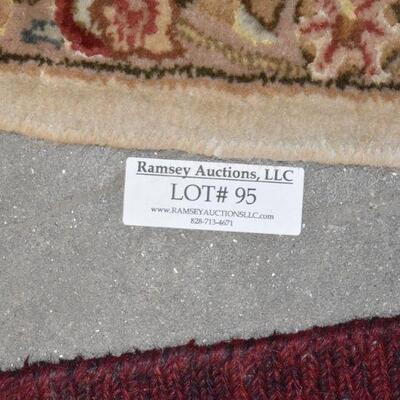 Ramsey Auctions, LLC
LOT# 95
www.RAMSEYAUCTIONSLLC.com
828-713-4671